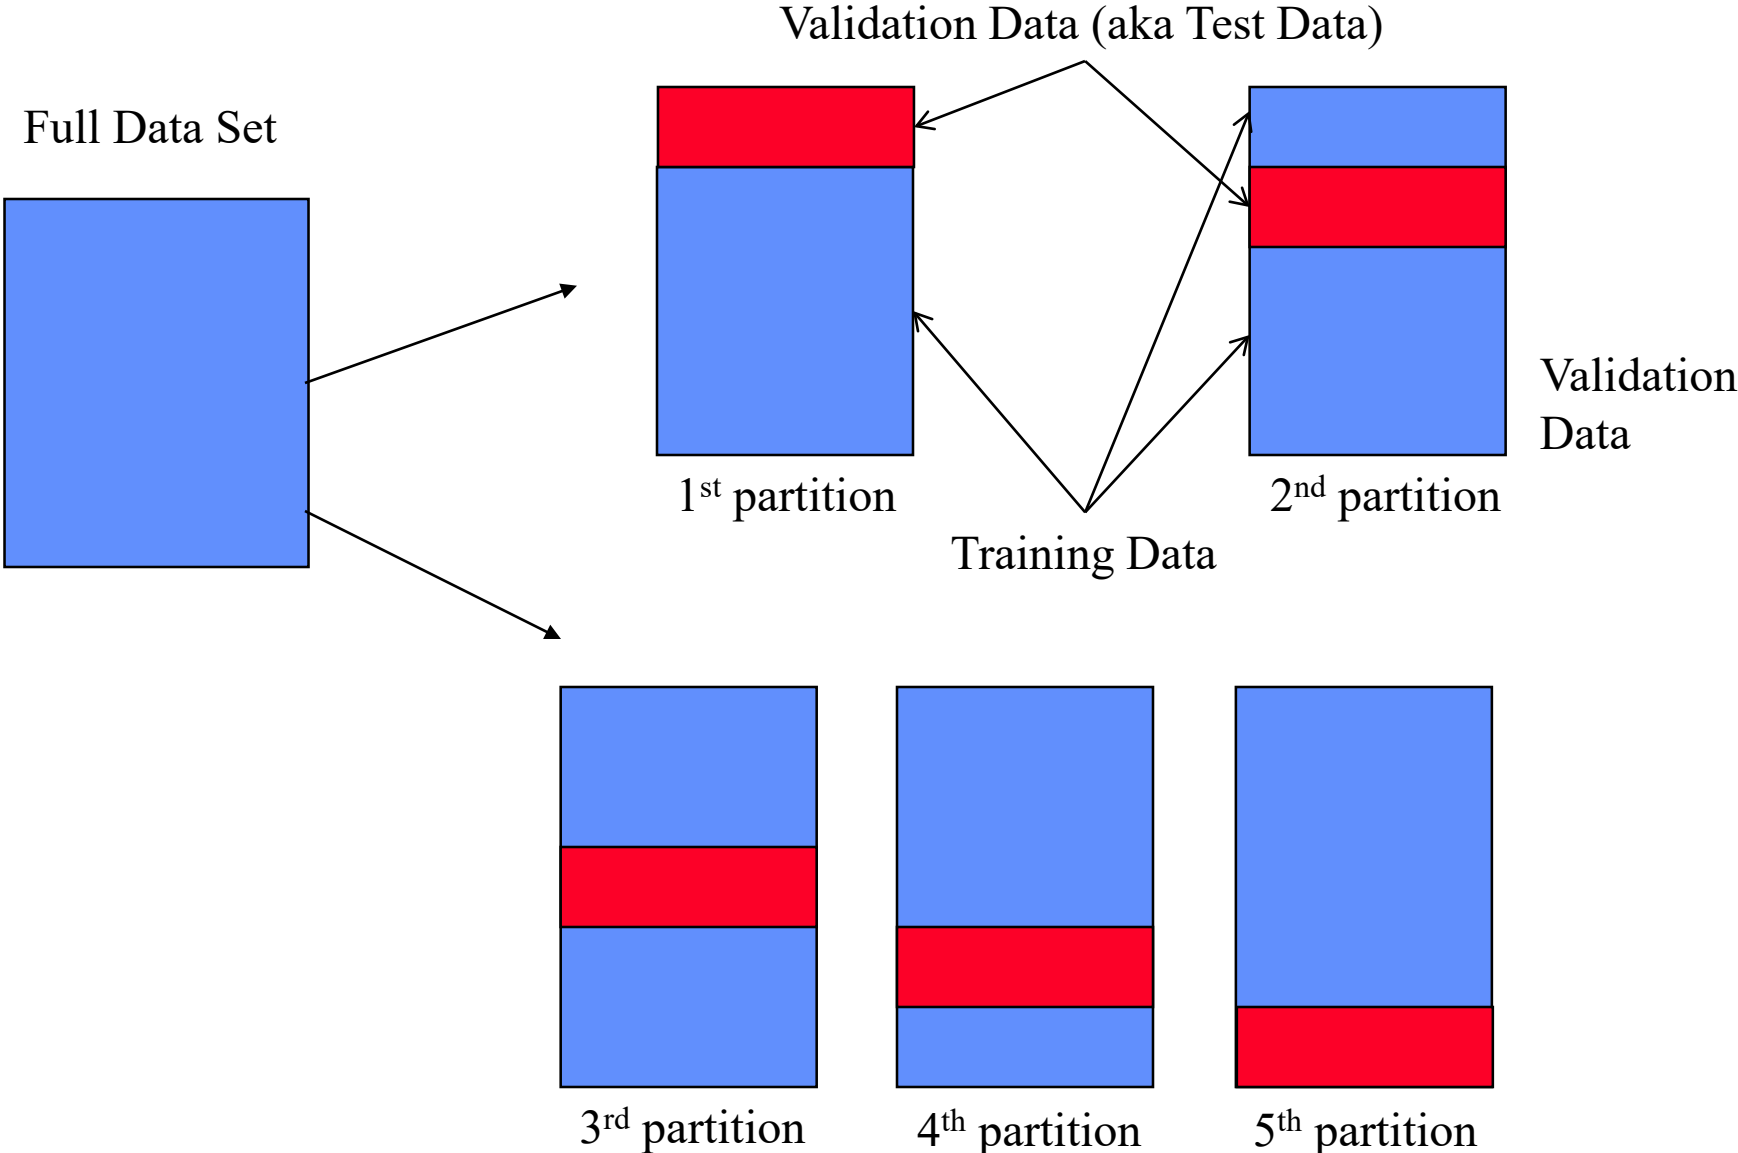 Validation Data (aka Test Data)
Full Data Set
Validation
Data
1st partition
2nd partition
Training Data
3rd partition
4th partition
5th partition